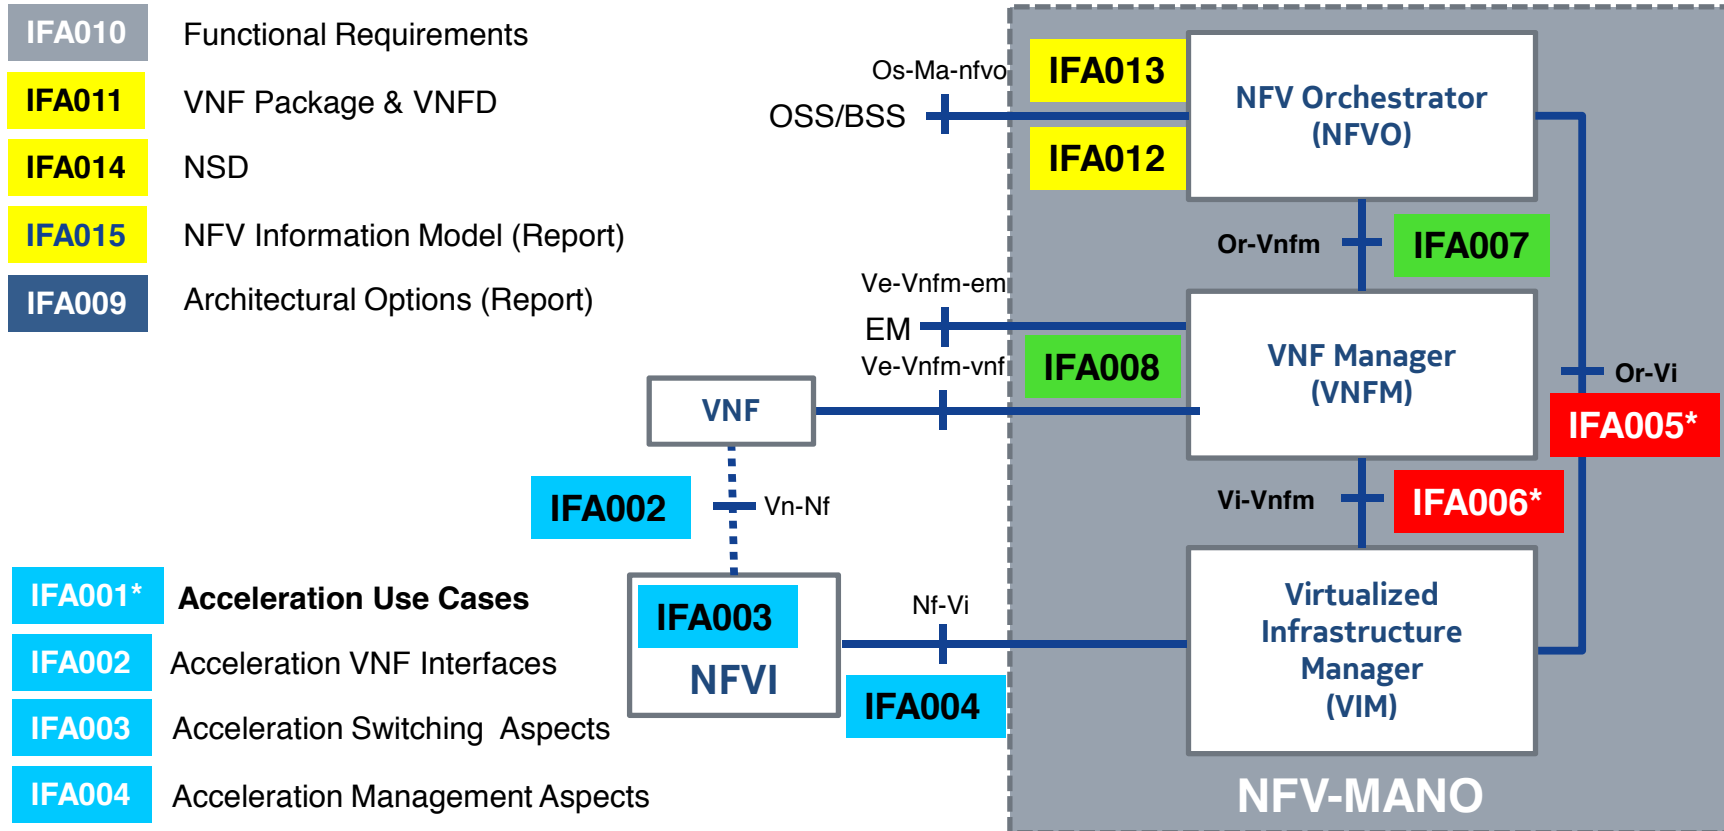 IFA010 Functional Requirements
IFA011 VNF Package & VNFD
IFA014 NSD
IFA015 NFV Information Model (Report)
IFA009 Architectural Options (Report)
Os-Ma-nfvo
OSS/BSS
IFA013
IFA012
NFV Orchestrator
(NFVO)
Or-Vnfm
IFA007
Ve-Vnfm-em
EM
Ve-Vnfm-vnf
IFA008
VNF Manager
(VNFM)
Or-Vi
IFA005*
VNF
IFA002
Vn-Nf
Vi-Vnfm
IFA006*
IFA003
NFVI
Nf-Vi
IFA004
Virtualized
Infrastructure
Manager
(VIM)
NFV-MANO
IFA001* Acceleration Use Cases
IFA002 Acceleration VNF Interfaces
IFA003 Acceleration Switching Aspects
IFA004 Acceleration Management Aspects